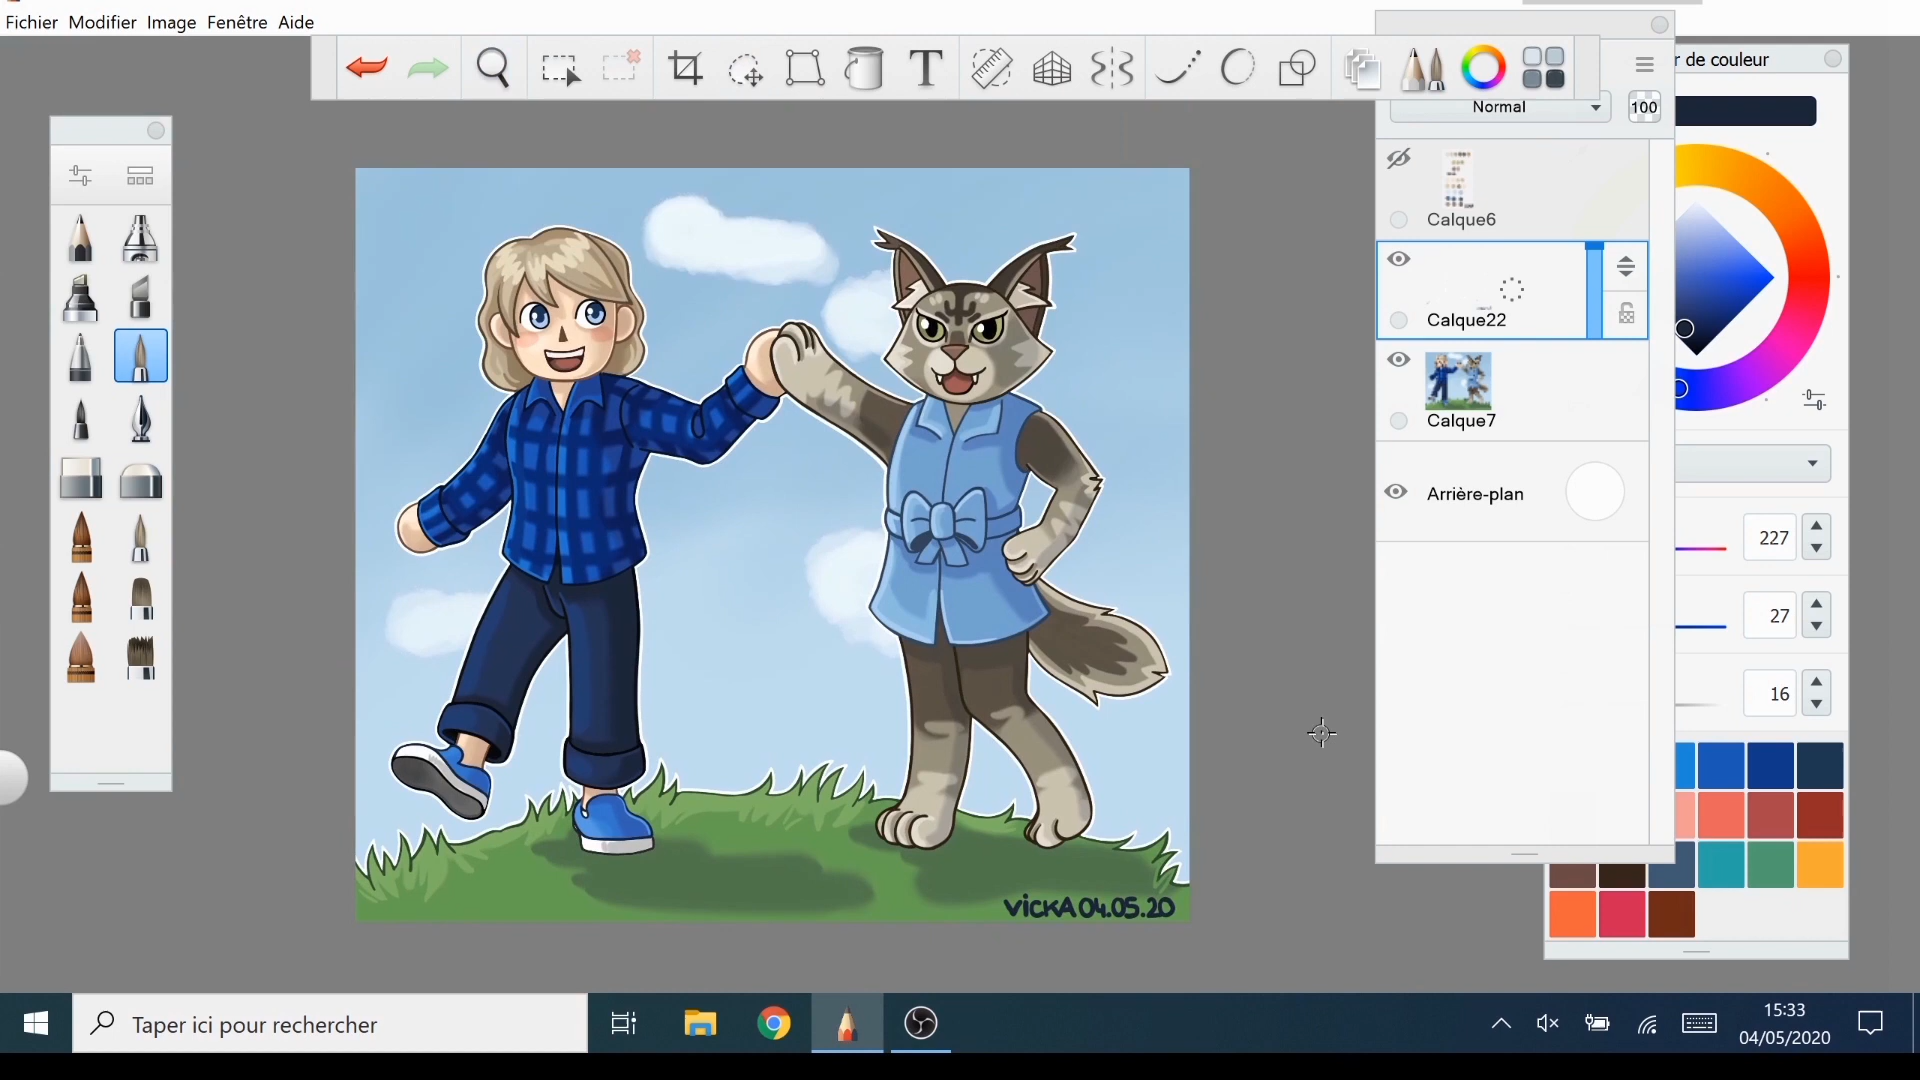 Fichier Modifier Image Fenêtre Aide
r de couleur
Normal
100
Calque6
Calque22
Calque7
Arrière-plan
227
27
16
VICKA 04.05.20
Taper ici pour rechercher
15:33
04/05/2020